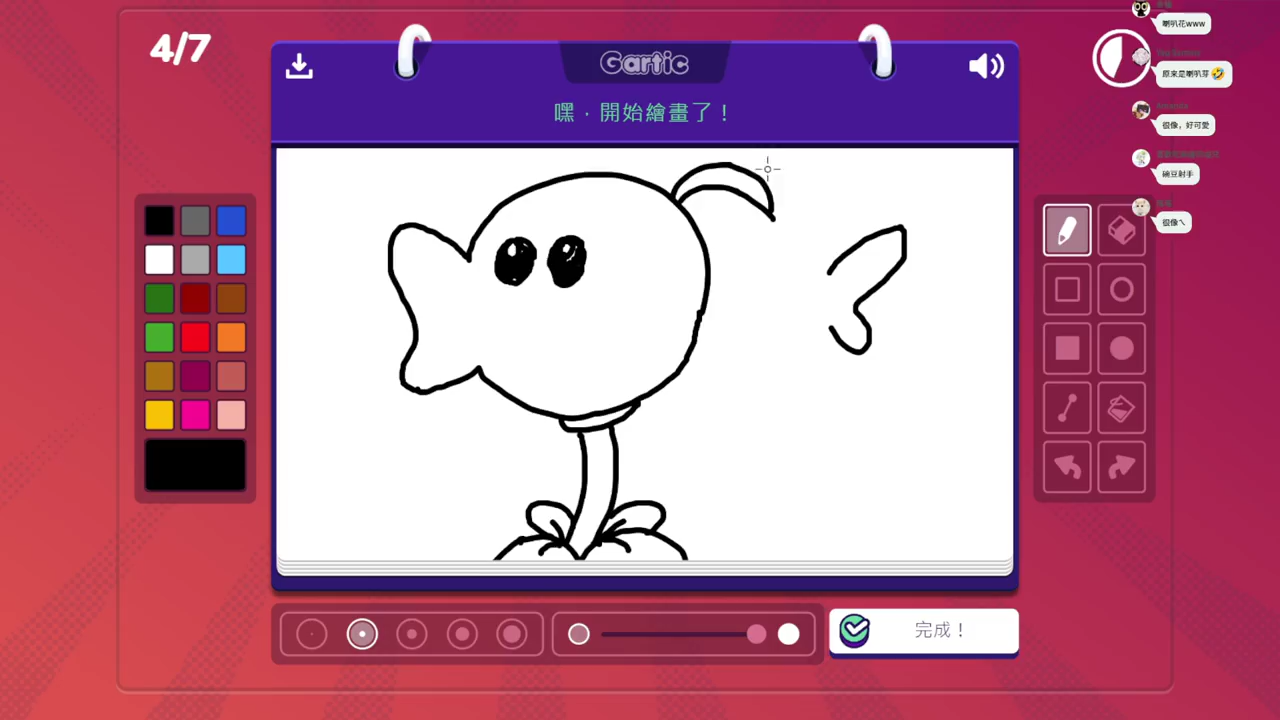 4/7
Gartic
嘿，開始繪畫了！
喇叭花www
原來是喇叭芽🤣
很像，好可愛
豌豆射手
很像ㄟ
完成！